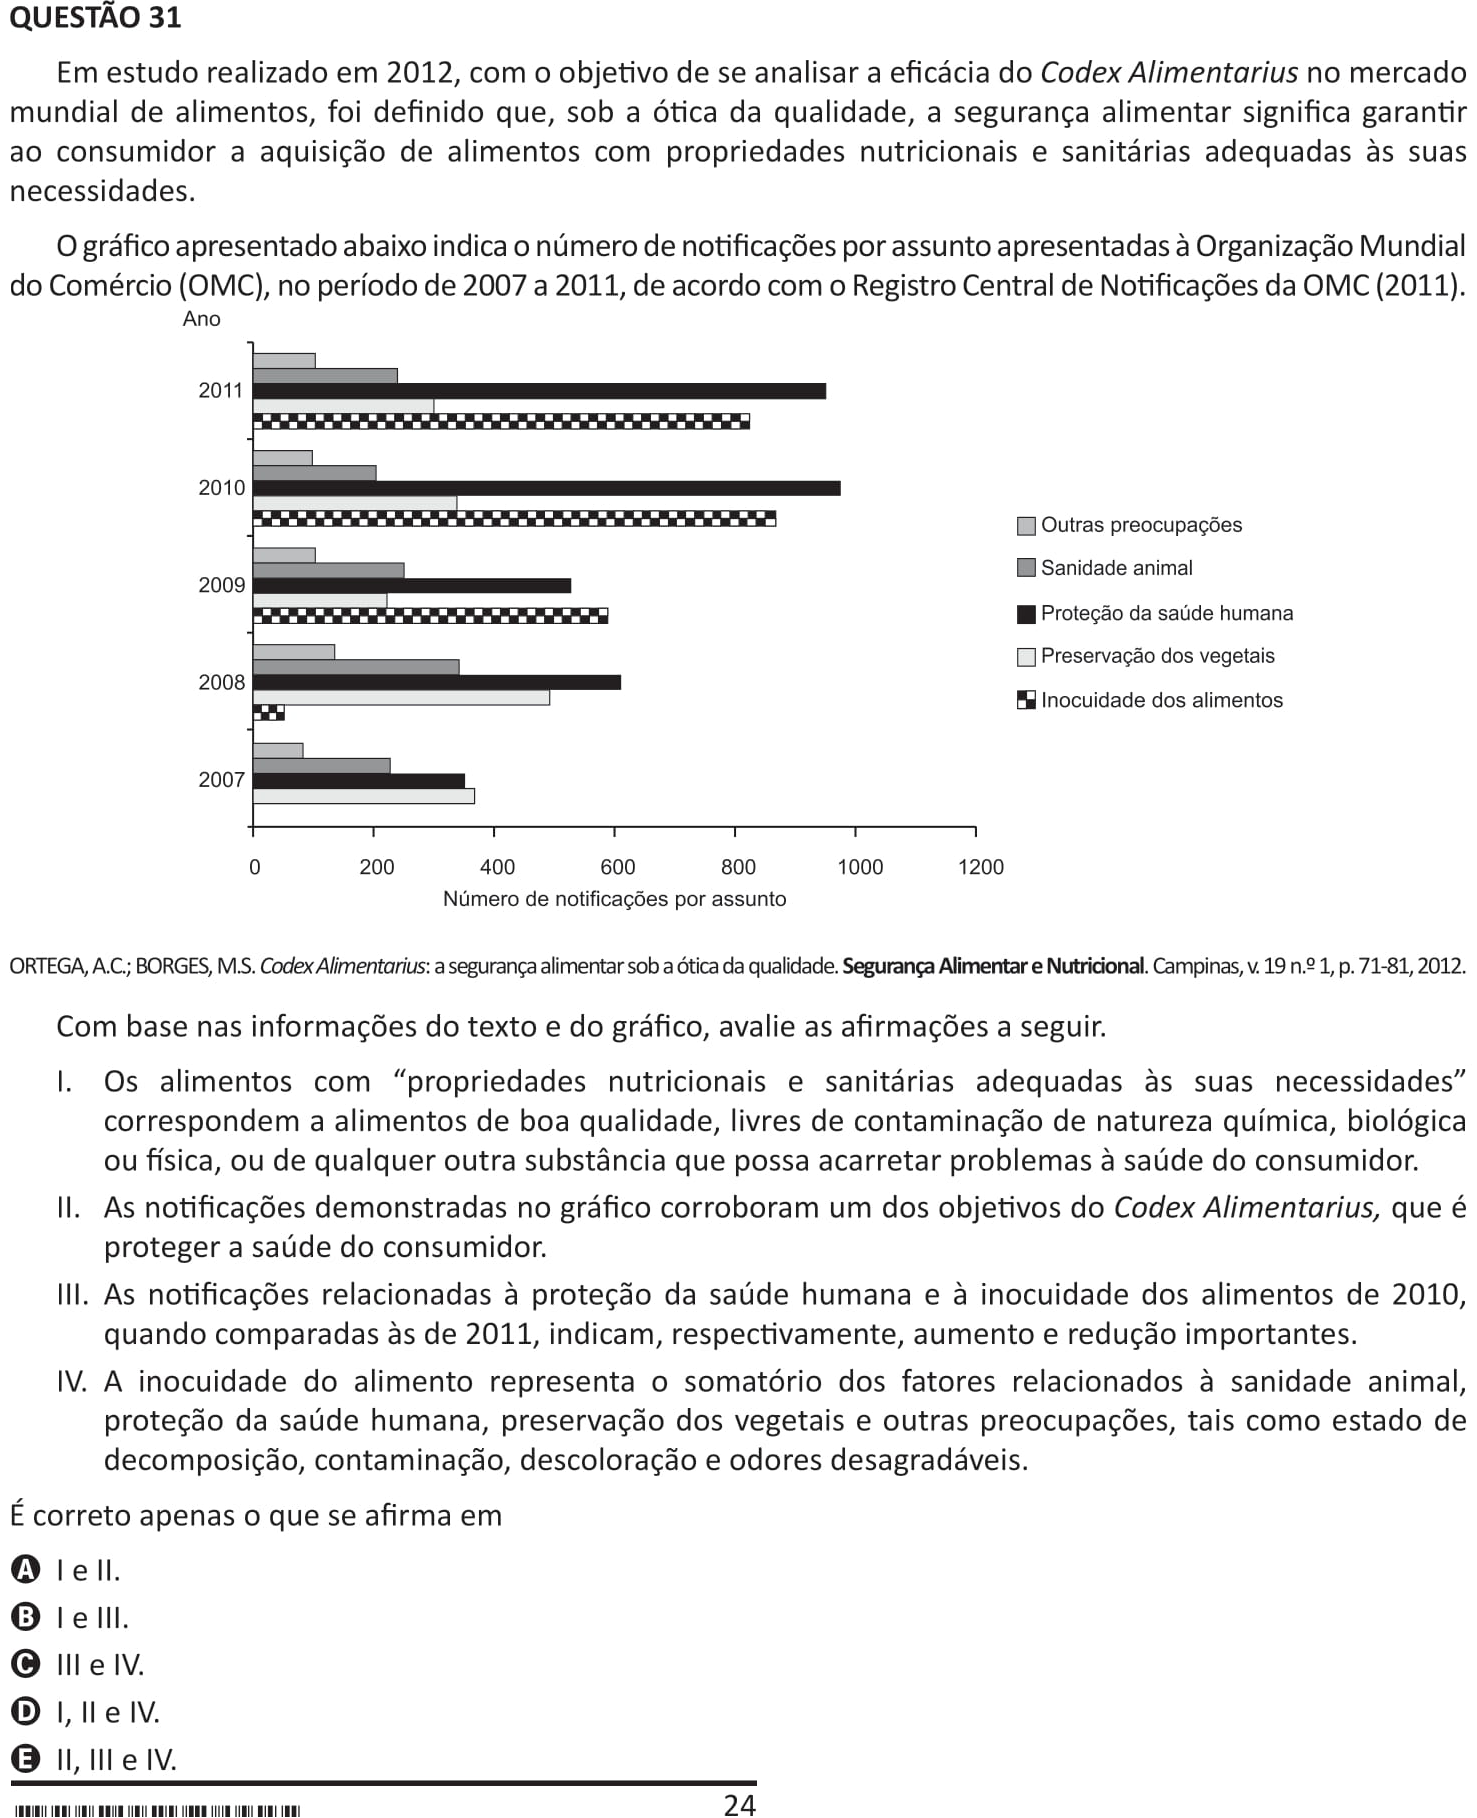 QUESTÃO 31
Em estudo realizado em 2012, com o objetivo de se analisar a eficácia do Codex Alimentarius no mercado
mundial de alimentos, foi definido que, sob a ótica da qualidade, a segurança alimentar significa garantir
ao consumidor a aquisição de alimentos com propriedades nutricionais e sanitárias adequadas às suas
necessidades.
O gráfico apresentado abaixo indica o número de notificações por assunto apresentadas à Organização Mundial
do Comércio (OMC), no período de 2007 a 2011, de acordo com o Registro Central de Notificações da OMC (2011).
Ano
2011
2010
2009
2008
2007
Outras preocupações
Sanidade animal
Proteção da saúde humana
Preservação dos vegetais
Inocuidade dos alimentos
0 200 400 600 800 1000 1200
Número de notificações por assunto
ORTEGA, A.C.; BORGES, M.S. Codex Alimentarius: a segurança alimentar sob a ótica da qualidade. Segurança Alimentar e Nutricional. Campinas, v. 19 n.º 1, p. 71-81, 2012.
Com base nas informações do texto e do gráfico, avalie as afirmações a seguir.
I. Os alimentos com “propriedades nutricionais e sanitárias adequadas às suas necessidades”
correspondem a alimentos de boa qualidade, livres de contaminação de natureza química, biológica
ou física, ou de qualquer outra substância que possa acarretar problemas à saúde do consumidor.
II. As notificações demonstradas no gráfico corroboram um dos objetivos do Codex Alimentarius, que é
proteger a saúde do consumidor.
III. As notificações relacionadas à proteção da saúde humana e à inocuidade dos alimentos de 2010,
quando comparadas às de 2011, indicam, respectivamente, aumento e redução importantes.
IV. A inocuidade do alimento representa o somatório dos fatores relacionados à sanidade animal,
proteção da saúde humana, preservação dos vegetais e outras preocupações, tais como estado de
decomposição, contaminação, descoloração e odores desagradáveis.
É correto apenas o que se afirma em
A I e II.
B I e III.
C III e IV.
D I, II e IV.
E II, III e IV.
24